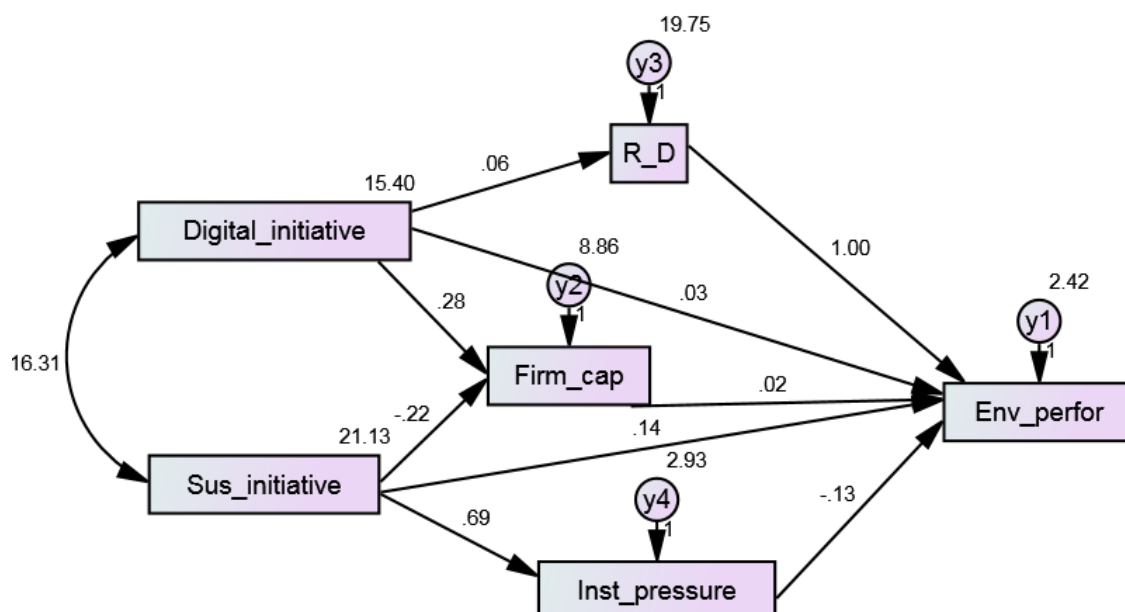 19.75
y3
1
R_D
.06
15.40
Digital_initiative
8.86
1.00
y2
1
.03
2.42
y1
1
.28
16.31
Firm_cap
.02
Env_perfor
-.22
21.13
.14
2.93
Sus_initiative
y4
1
-.13
.69
Inst_pressure